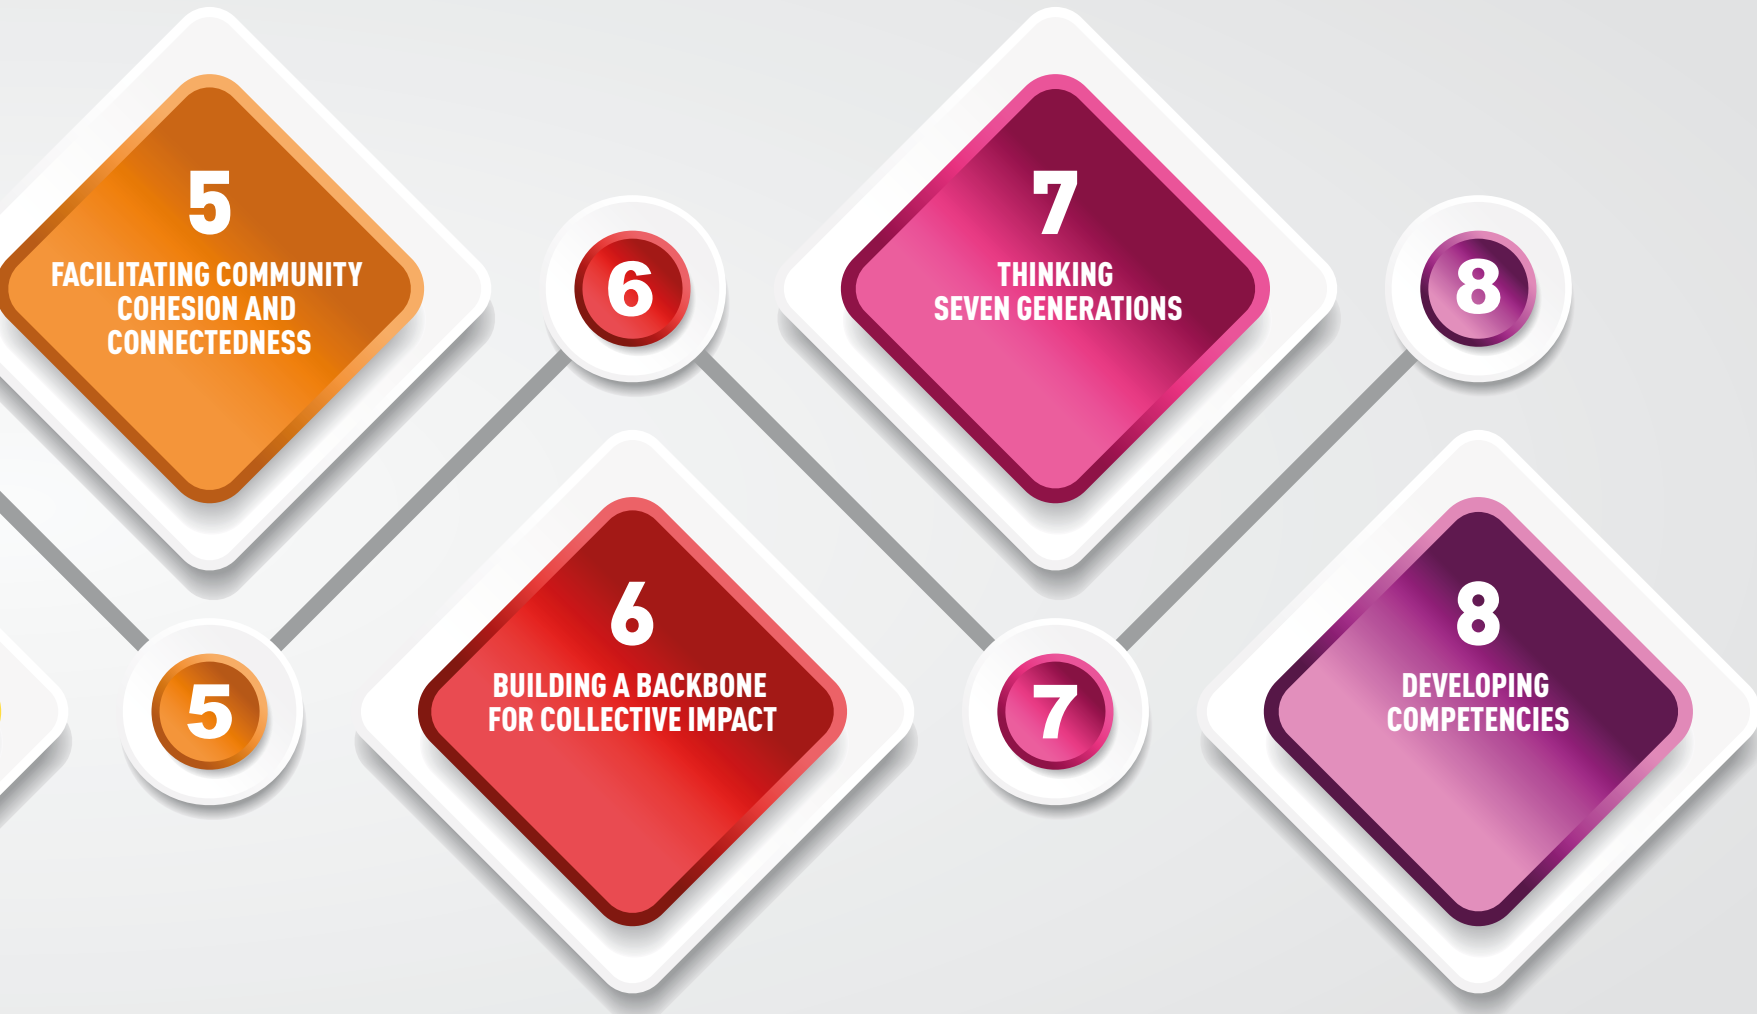 5
FACILITATING COMMUNITY
COHESION AND
CONNECTEDNESS
6
7
THINKING
SEVEN GENERATIONS
8
5
6
BUILDING A BACKBONE
FOR COLLECTIVE IMPACT
7
8
DEVELOPING
COMPETENCIES